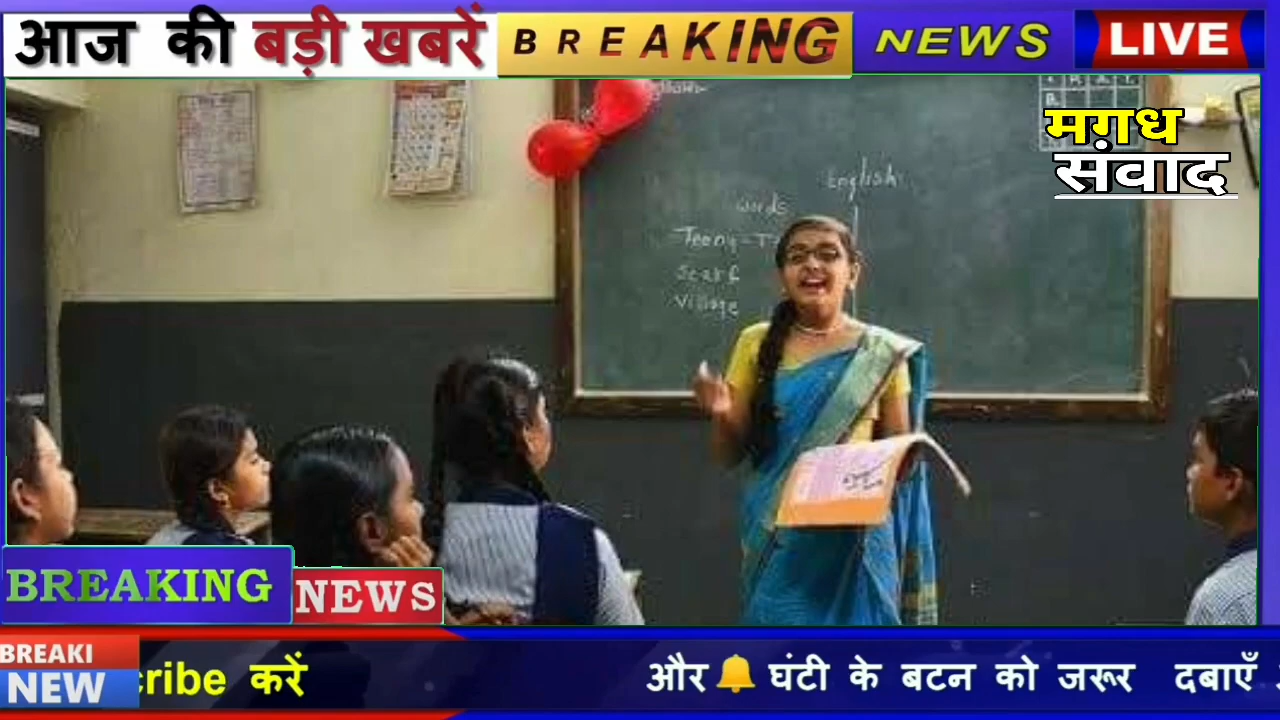 आज की बड़ी खबरें BREAKING NEWS LIVE
मगध
संवाद
English
words
Teeny - T
Scarf
Village
BREAKING
NEWS
BREAKI
NEW
cribe करें और 🔔 घंटी के बटन को जरूर दबाएँ